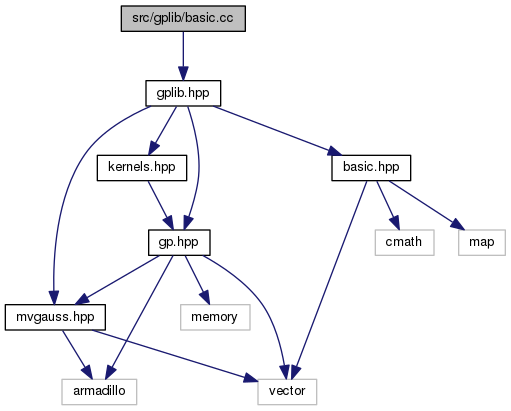 src/gplib/basic.cc
gplib.hpp
kernels.hpp
basic.hpp
gp.hpp
cmath
map
mvgauss.hpp
memory
armadillo
vector